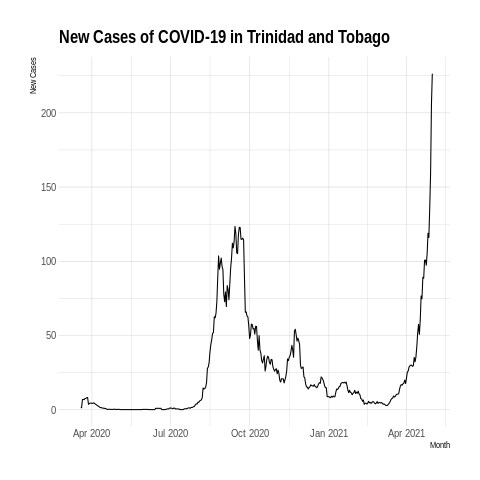 New Cases of COVID-19 in Trinidad and Tobago
New Cases
200
150
100
50
0
Apr 2020 Jul 2020 Oct 2020 Jan 2021 Apr 2021
Month